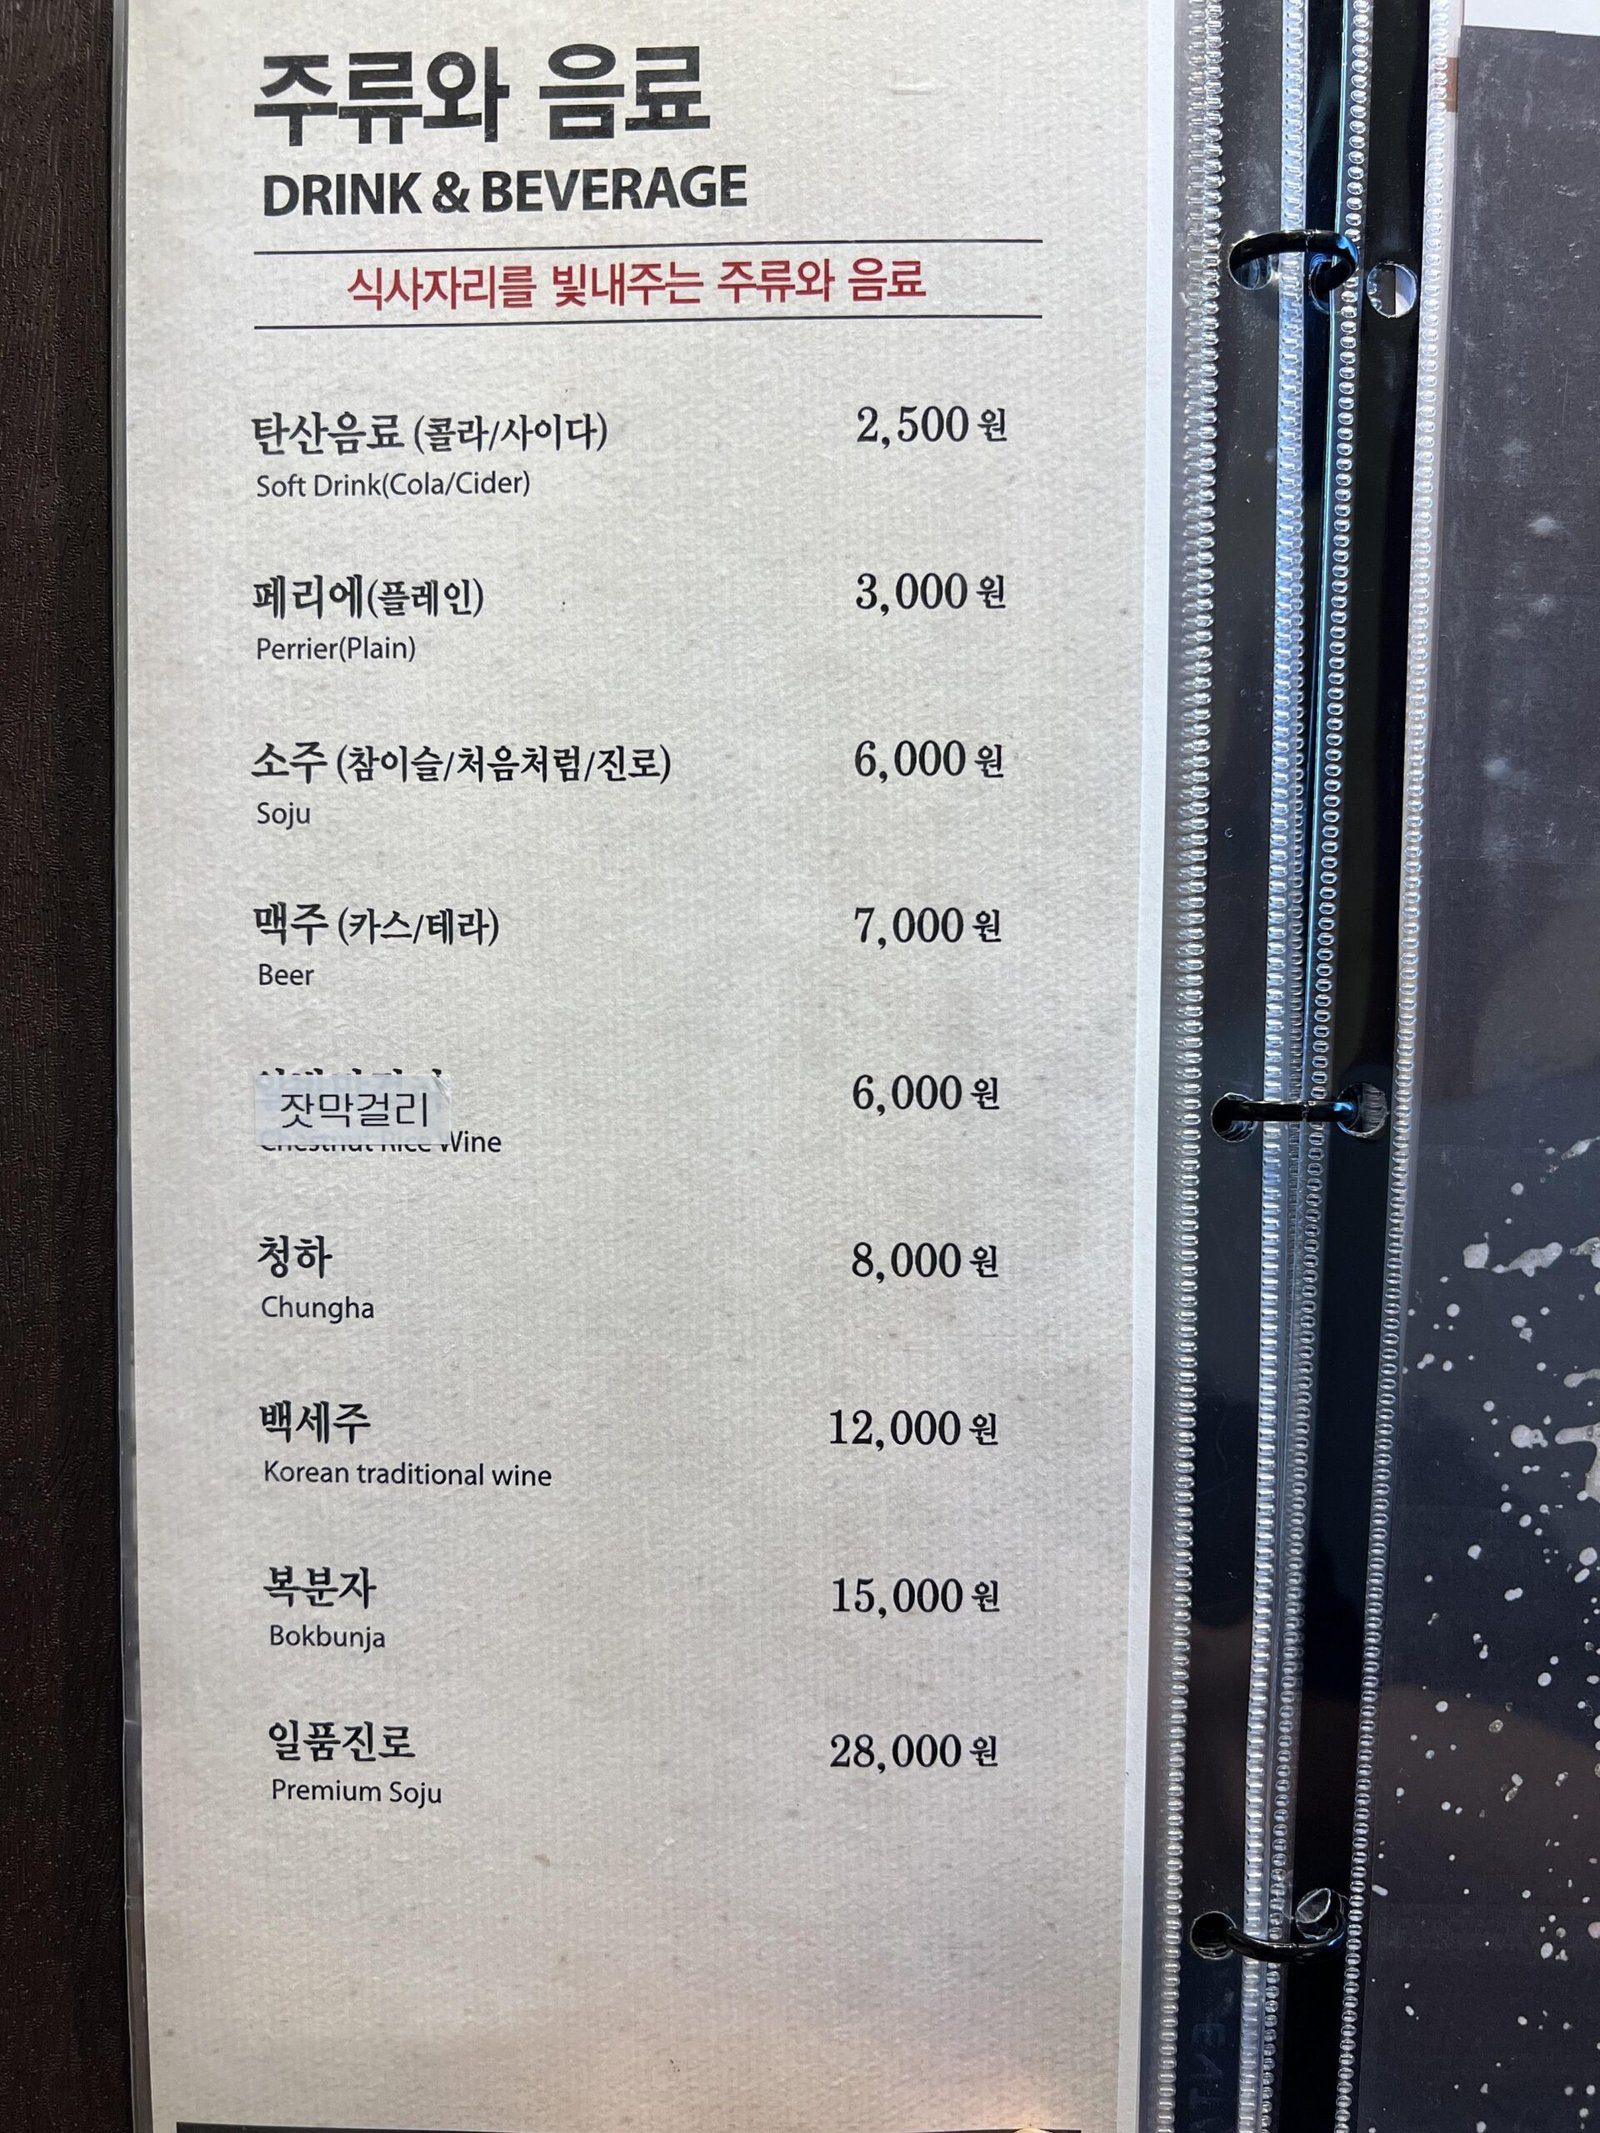 주류와 음료
DRINK & BEVERAGE
식사자리를 빛내주는 주류와 음료
탄산음료 (콜라/사이다) 2,500 원
Soft Drink(Cola/Cider)
페리에(플레인) 3,000 원
Perrier(Plain)
소주 (참이슬/처음처럼/진로) 6,000 원
Soju
맥주 (카스/테라) 7,000 원
Beer
잣막걸리 6,000 원
Chestnut Rice Wine
청하 8,000 원
Chungha
백세주 12,000 원
Korean traditional wine
복분자 15,000 원
Bokbunja
일품진로 28,000 원
Premium Soju